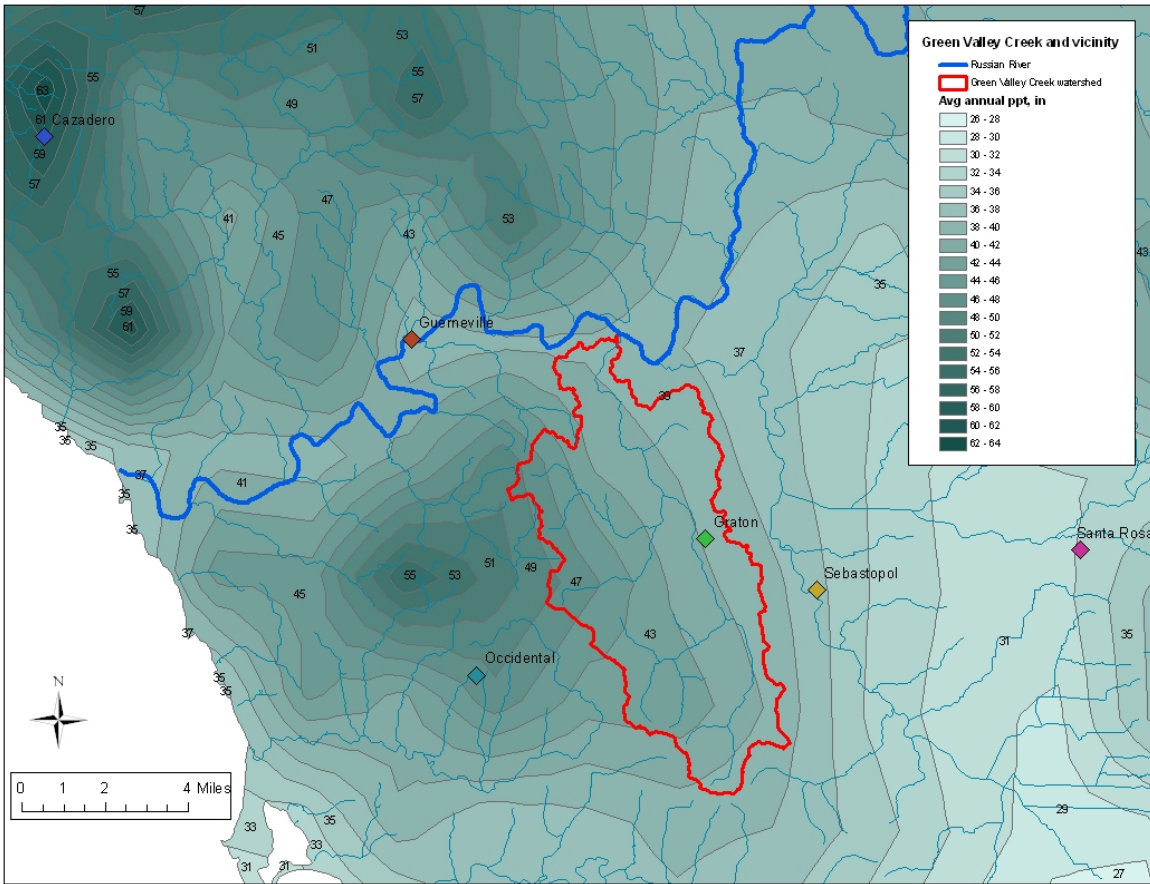 57
53
51
55
55
57
63
49
61
Cazadero
59
57
47
41
53
45
43
43
55
57
59
61
35
Guerneville
37
39
35
35
35
37
41
35
35
Graton
Santa Rosa
51
49
55
53
47
Sebastopol
45
43
31
35
37
Occidental
35
35
N
0 1 2 4 Miles
29
35
33
33
31
31
27
Green Valley Creek and vicinity
Russian River
Green Valley Creek watershed
Avg annual ppt, in
26 - 28
28 - 30
30 - 32
32 - 34
34 - 36
36 - 38
38 - 40
40 - 42
42 - 44
44 - 46
46 - 48
48 - 50
50 - 52
52 - 54
54 - 56
56 - 58
58 - 60
60 - 62
62 - 64